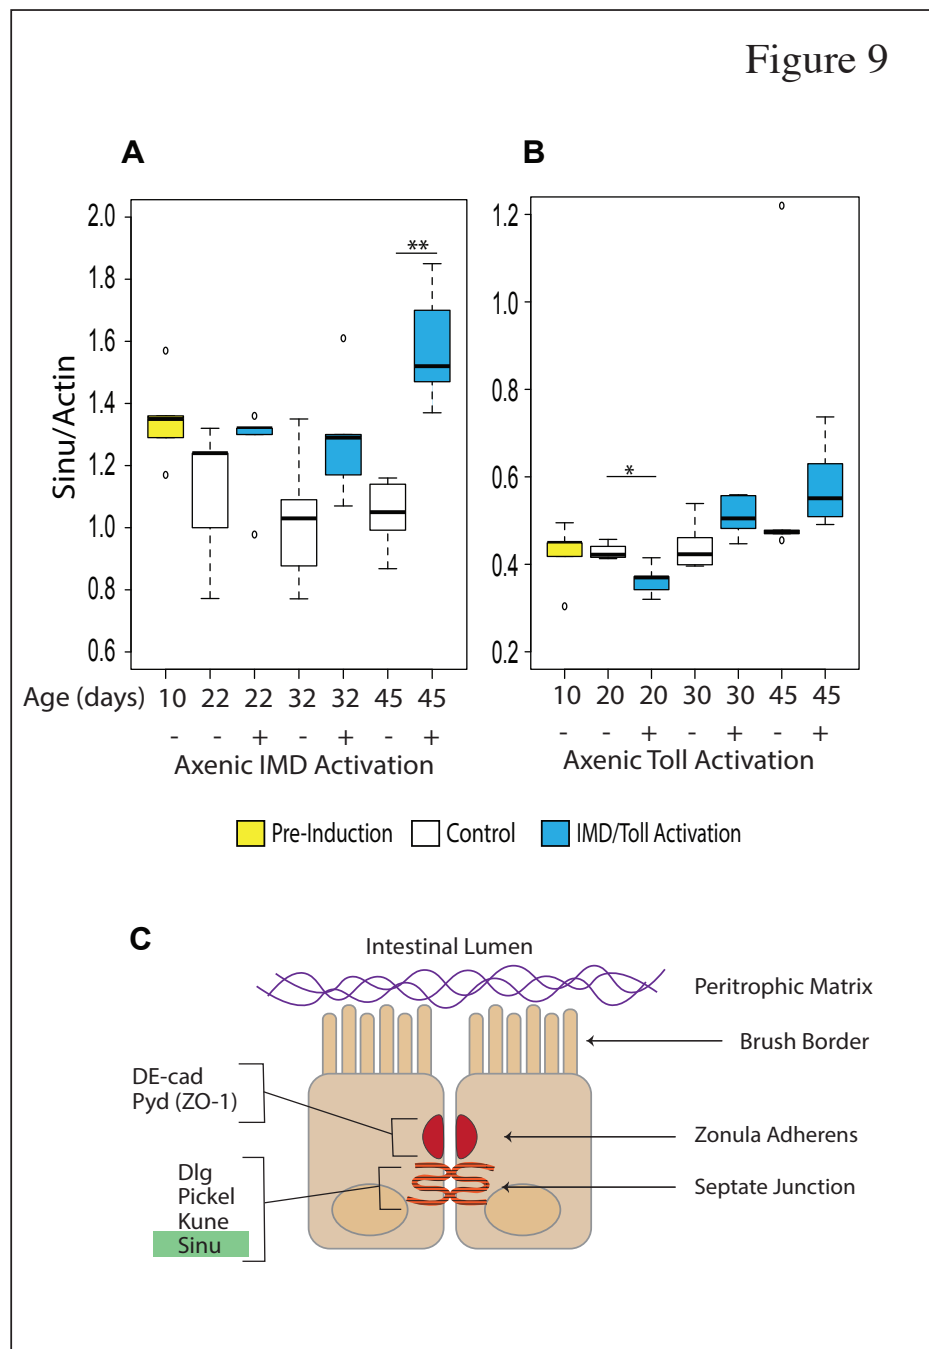 Figure 9
A
Sinu/Actin
2.0
1.8
1.6
1.4
1.2
1.0
0.8
0.6
**
Age (days) 10 22 22 32 32 45 45
- - + - + - +
Axenic IMD Activation
B
1.2
1.0
0.8
0.6
0.4
0.2
*
10 20 20 30 30 45 45
- - + - + - +
Axenic Toll Activation
Pre-Induction Control IMD/Toll Activation
C
Intestinal Lumen
Peritrophic Matrix
Brush Border
DE-cad
Pyd (ZO-1)
Zonula Adherens
Dlg
Pickel
Kune
Sinu
Septate Junction